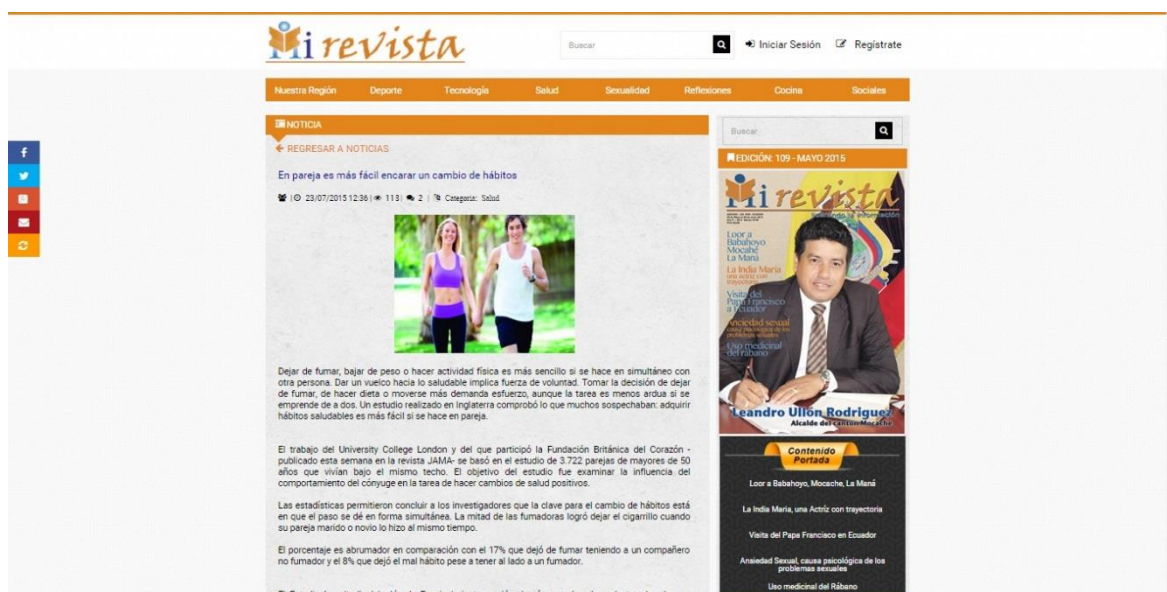 Mi revista
Buscar
Iniciar Sesión
Regístrate
Nuestra Región Deporte Tecnología Salud Sexualidad Reflexiones Cocina Sociales
NOTICIA
REGRESAR A NOTICIAS
En pareja es más fácil encarar un cambio de hábitos
| 23/07/2015 12:36 | 113 | 2 | Categoria: Salud
Dejar de fumar, bajar de peso o hacer actividad física es más sencillo si se hace en simultáneo con
otra persona. Dar un vuelco hacia lo saludable implica fuerza de voluntad. Tomar la decisión de dejar
de fumar, de hacer dieta o moverse más demanda esfuerzo, aunque la tarea es menos ardua si se
emprende de a dos. Un estudio realizado en Inglaterra comprobó lo que muchos sospechaban: adquirir
hábitos saludables es más fácil si se hace en pareja.
El trabajo del University College London y del que participó la Fundación Británica del Corazón -
publicado esta semana en la revista JAMA- se basó en el estudio de 3.722 parejas de mayores de 50
años que vivían bajo el mismo techo. El objetivo del estudio fue examinar la influencia del
comportamiento del cónyuge en la tarea de hacer cambios de salud positivos.
Las estadísticas permitieron concluir a los investigadores que la clave para el cambio de hábitos está
en que el paso se dé en forma simultánea. La mitad de las fumadoras logró dejar el cigarrillo cuando
su pareja marido o novio lo hizo al mismo tiempo.
El porcentaje es abrumador en comparación con el 17% que dejó de fumar teniendo a un compañero
no fumador y el 8% que dejó el mal hábito pese a tener al lado a un fumador.
Buscar
EDICIÓN: 109 - MAYO 2015
Mi revista
Loor a
Babahoyo
Mocache
La Maná
La India Maria
una actriz con
trayectoria
Visita del
Papa Francisco
a Ecuador
Ansiedad sexual
causa psicológica de los
problemas sexuales
Uso medicinal
del rábano
Leandro Ullón Rodriguez
Alcalde del cantón Mocache
Contenido
Portada
Loor a Babahoyo, Mocache, La Maná
La India Maria, una Actríz con trayectoria
Visita del Papa Francisco en Ecuador
Ansiedad Sexual, causa psicológica de los
problemas sexuales
Uso medicinal del Rábano